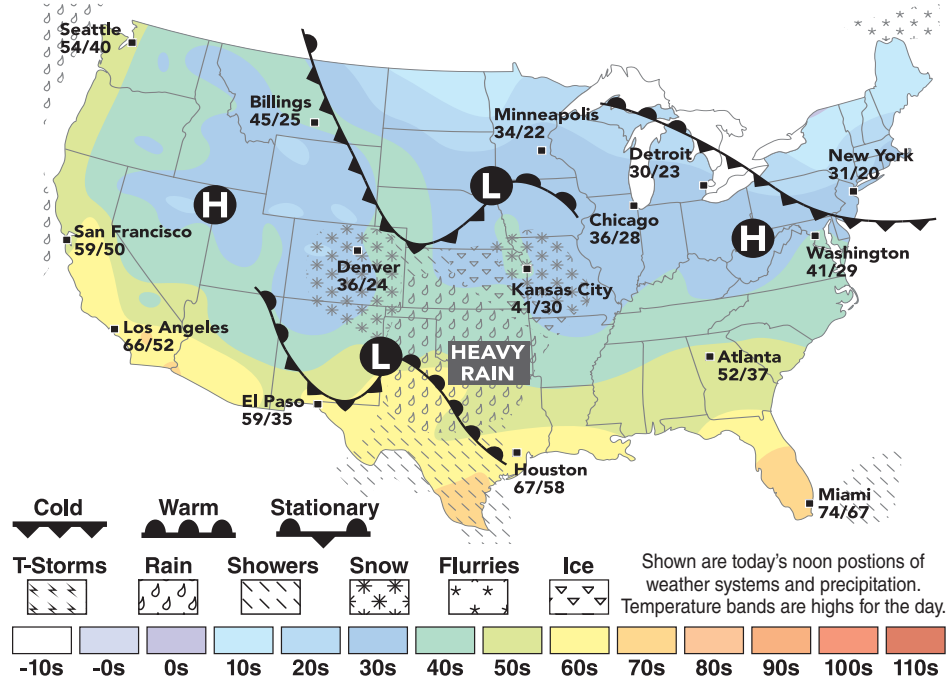 Seattle
54/40
Billings
45/25
Minneapolis
34/22
Detroit
30/23
New York
31/20
L
H
Chicago
36/28
H
San Francisco
59/50
Denver
36/24
Kansas City
41/30
Washington
41/29
Los Angeles
66/52
L
HEAVY
RAIN
Atlanta
52/37
El Paso
59/35
Houston
67/58
Miami
74/67
Cold Warm Stationary
T-Storms Rain Showers Snow Flurries Ice
Shown are today's noon postions of
weather systems and precipitation.
Temperature bands are highs for the day.
-10s -0s 0s 10s 20s 30s 40s 50s 60s 70s 80s 90s 100s 110s